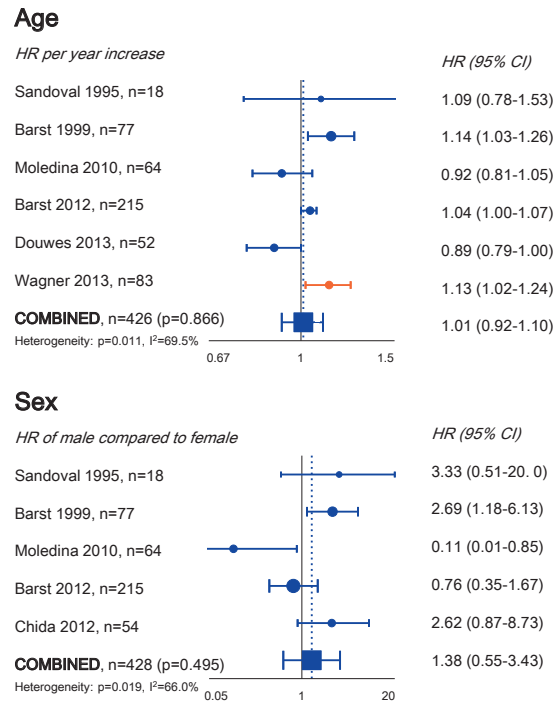 Age
HR per year increase HR (95% CI)
Sandoval 1995, n=18 1.09 (0.78-1.53)
Barst 1999, n=77 1.14 (1.03-1.26)
Moledina 2010, n=64 0.92 (0.81-1.05)
Barst 2012, n=215 1.04 (1.00-1.07)
Douwes 2013, n=52 0.89 (0.79-1.00)
Wagner 2013, n=83 1.13 (1.02-1.24)
COMBINED, n=426 (p=0.866) 1.01 (0.92-1.10)
Heterogeneity: p=0.011, I²=69.5%
0.67 1 1.5
Sex
HR of male compared to female HR (95% CI)
Sandoval 1995, n=18 3.33 (0.51-20. 0)
Barst 1999, n=77 2.69 (1.18-6.13)
Moledina 2010, n=64 0.11 (0.01-0.85)
Barst 2012, n=215 0.76 (0.35-1.67)
Chida 2012, n=54 2.62 (0.87-8.73)
COMBINED, n=428 (p=0.495) 1.38 (0.55-3.43)
Heterogeneity: p=0.019, I²=66.0%
0.05 1 20